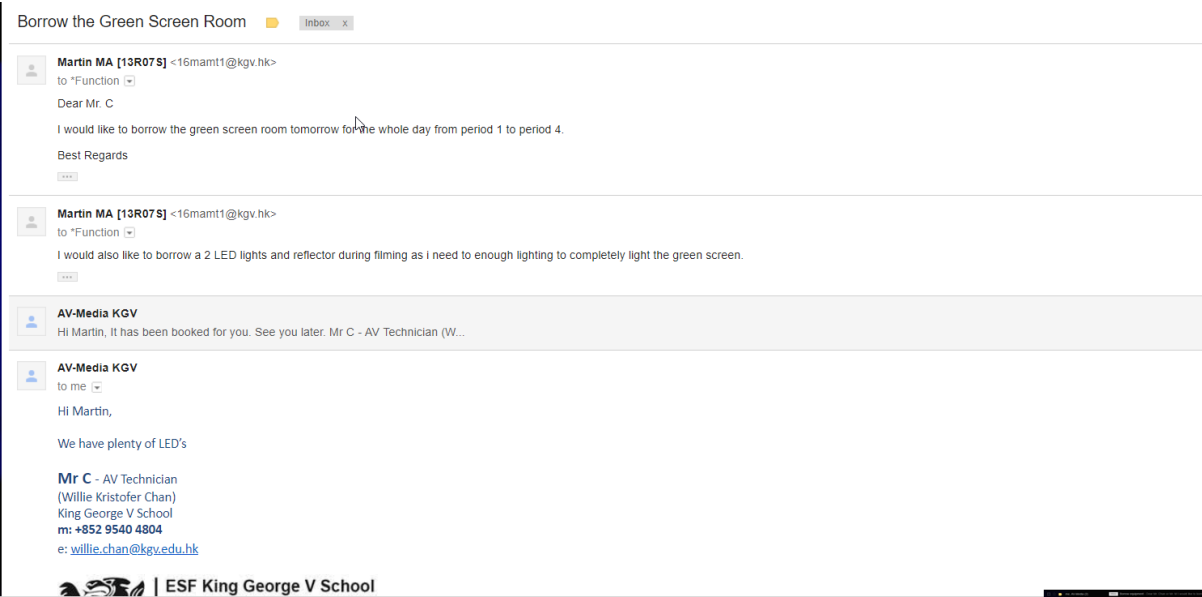 Borrow the Green Screen Room
Inbox x
Martin MA [13R07S] <16mamt1@kgv.hk>
to *Function
Dear Mr. C
I would like to borrow the green screen room tomorrow for the whole day from period 1 to period 4.
Best Regards
Martin MA [13R07S] <16mamt1@kgv.hk>
to *Function
I would also like to borrow a 2 LED lights and reflector during filming as i need to enough lighting to completely light the green screen.
AV-Media KGV
Hi Martin, It has been booked for you. See you later. Mr C - AV Technician (W...
AV-Media KGV
to me
Hi Martin,
We have plenty of LED's
Mr C - AV Technician
(Willie Kristofer Chan)
King George V School
m: +852 9540 4804
e: willie.chan@kgv.edu.hk
ESF King George V School